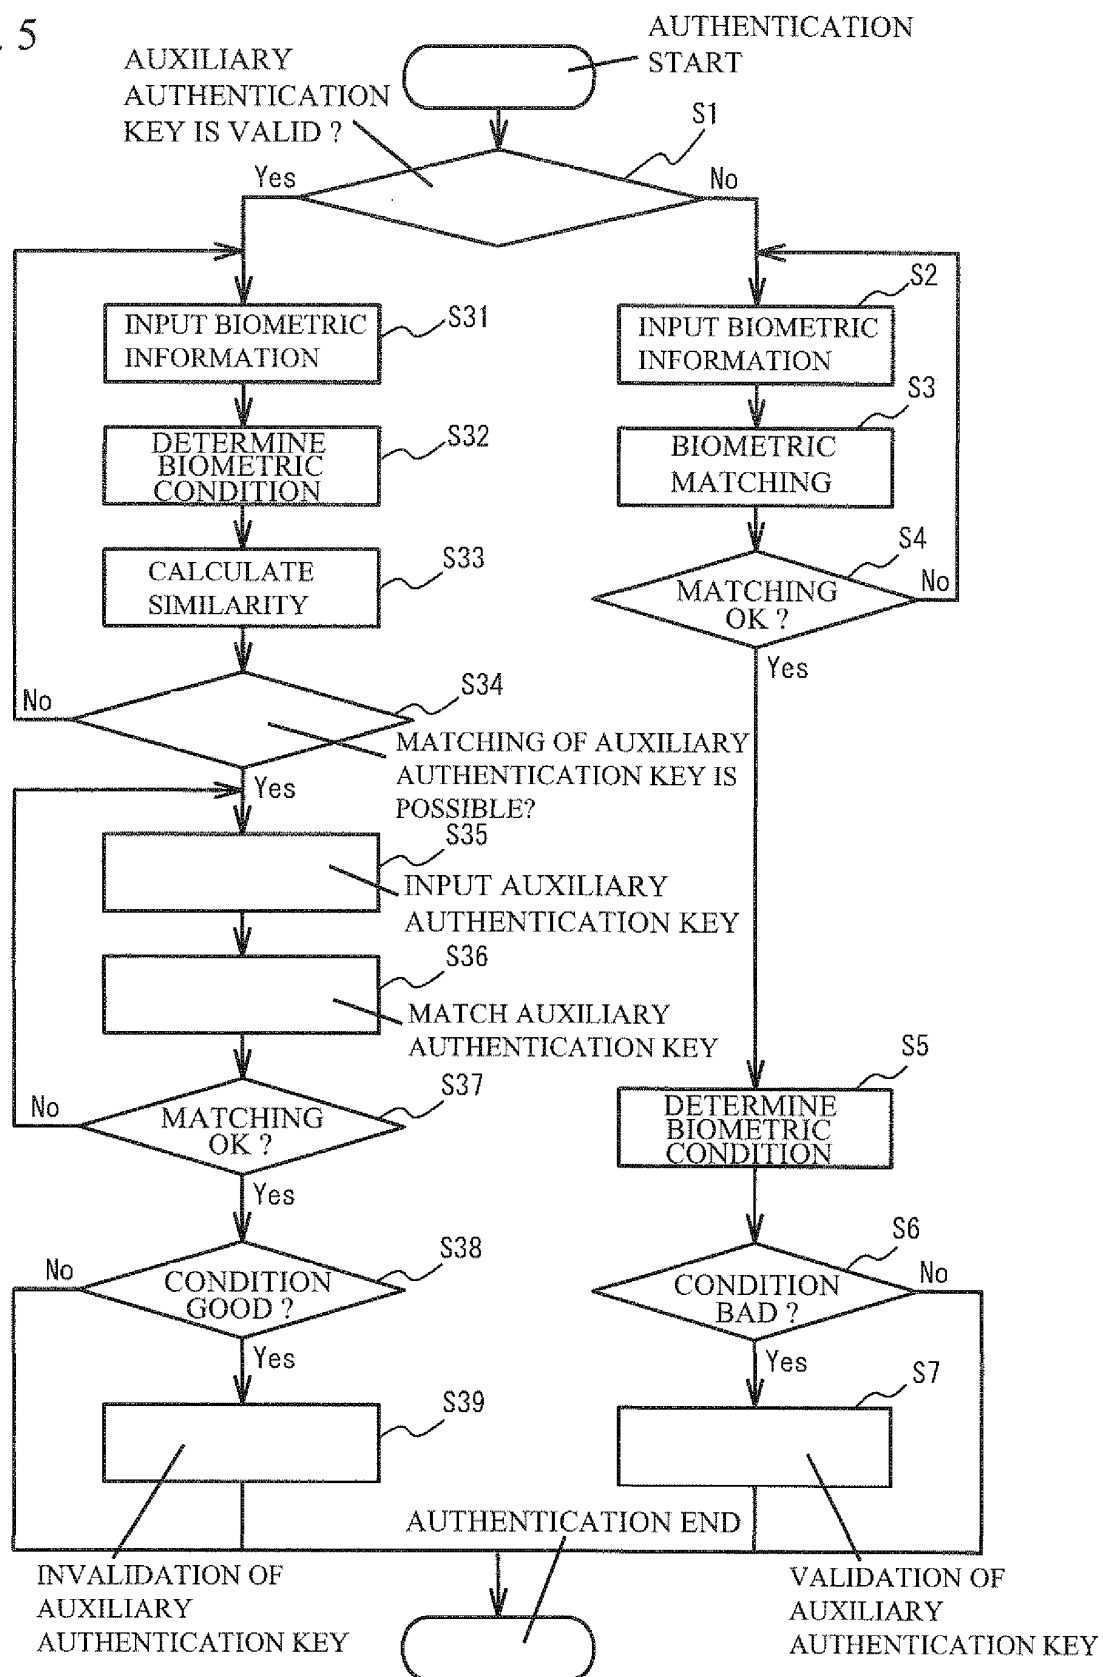 . 5
AUTHENTICATION
START
AUXILIARY
AUTHENTICATION
KEY IS VALID ?
S1
Yes
No
S31
INPUT BIOMETRIC
INFORMATION
S32
DETERMINE
BIOMETRIC
CONDITION
S33
CALCULATE
SIMILARITY
S34
No
MATCHING OF AUXILIARY
AUTHENTICATION KEY IS
POSSIBLE?
Yes
S35
INPUT AUXILIARY
AUTHENTICATION KEY
S36
MATCH AUXILIARY
AUTHENTICATION KEY
S37
No
MATCHING
OK ?
Yes
S38
No
CONDITION
GOOD ?
Yes
S39
INVALIDATION OF
AUXILIARY
AUTHENTICATION KEY
S2
INPUT BIOMETRIC
INFORMATION
S3
BIOMETRIC
MATCHING
S4
MATCHING
OK ?
No
Yes
S5
DETERMINE
BIOMETRIC
CONDITION
S6
CONDITION
BAD ?
No
Yes
S7
VALIDATION OF
AUXILIARY
AUTHENTICATION KEY
AUTHENTICATION END